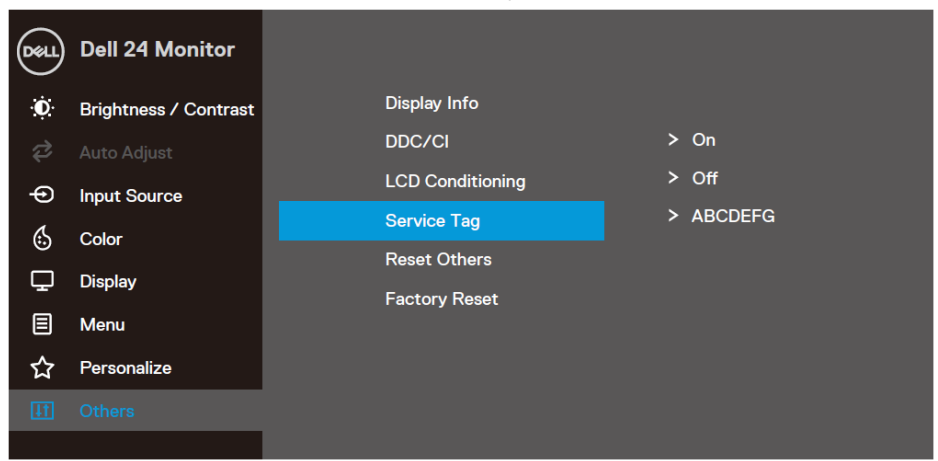 DELL Dell 24 Monitor
Brightness / Contrast
Auto Adjust
Input Source
Color
Display
Menu
Personalize
Others
Display Info
DDC/CI > On
LCD Conditioning > Off
Service Tag > ABCDEFG
Reset Others
Factory Reset